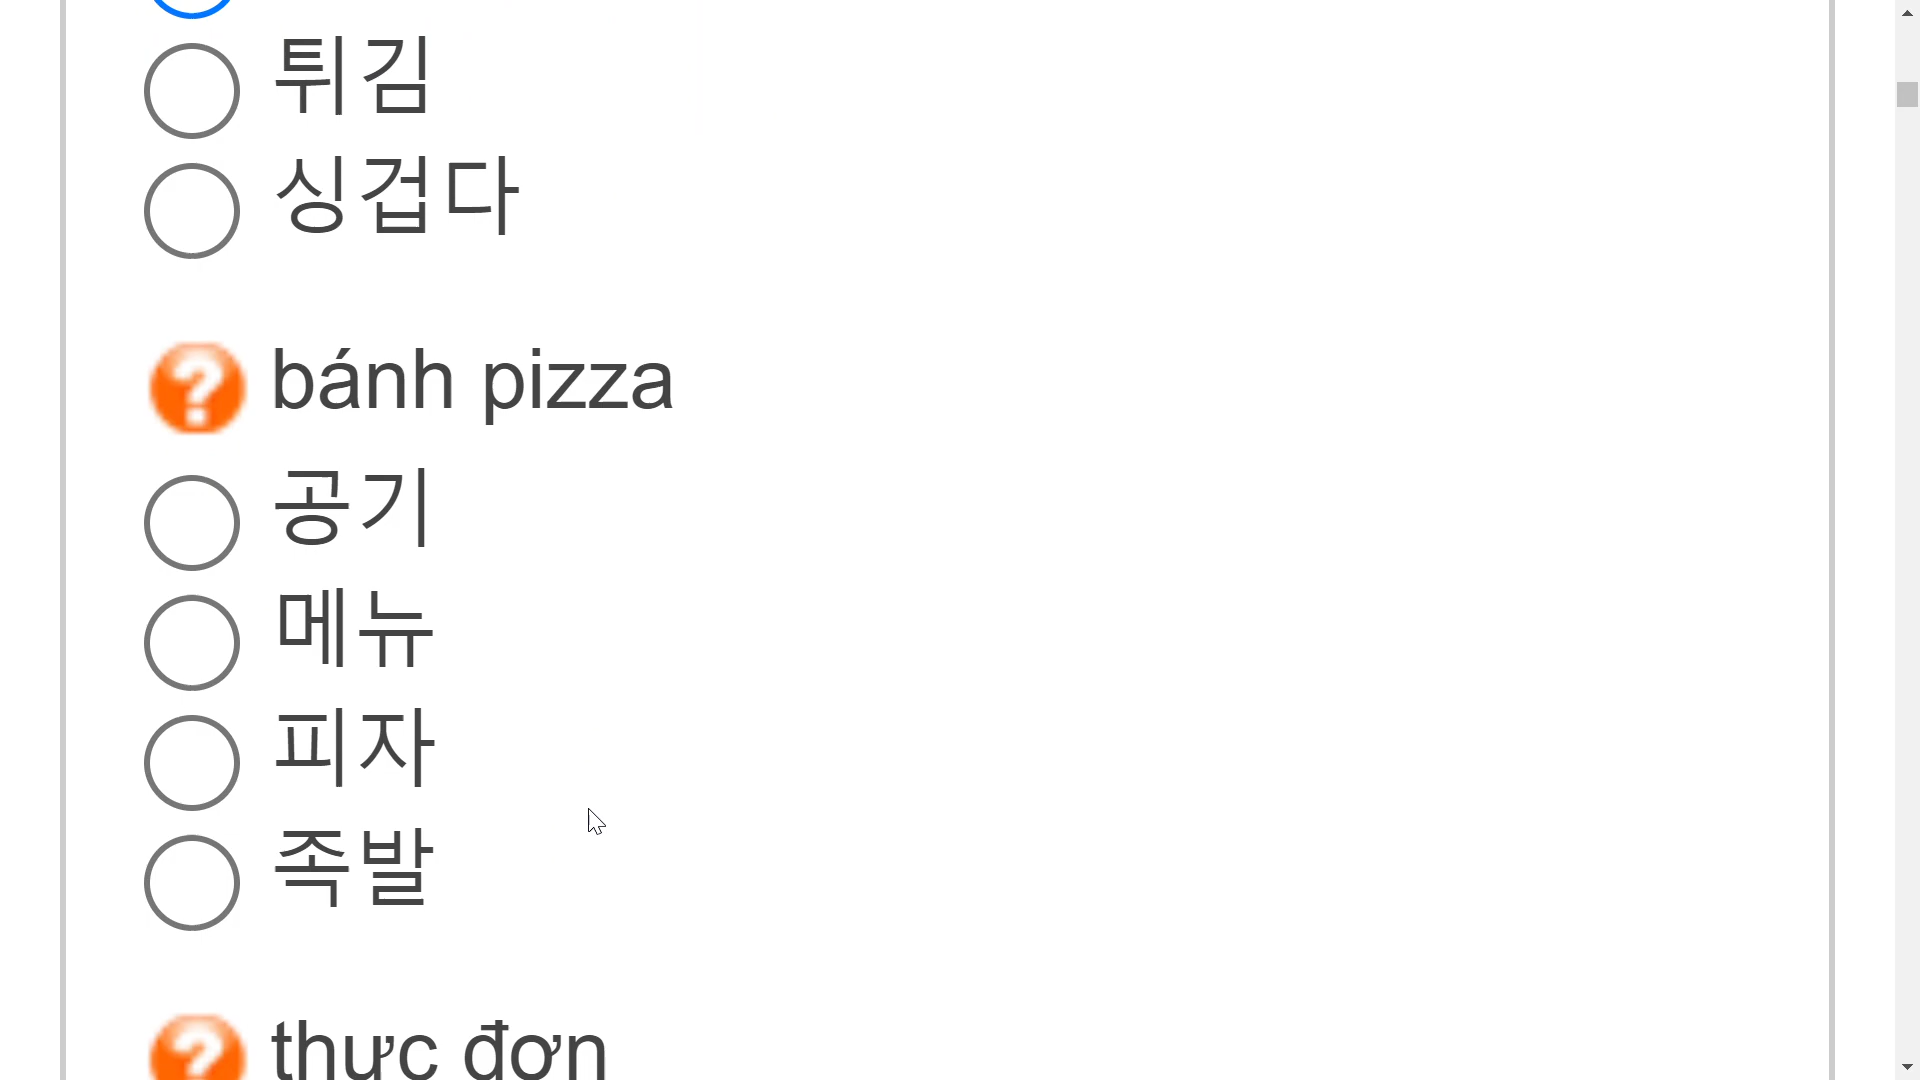 튀김
싱겁다
bánh pizza
공기
메뉴
피자
족발
thực đơn